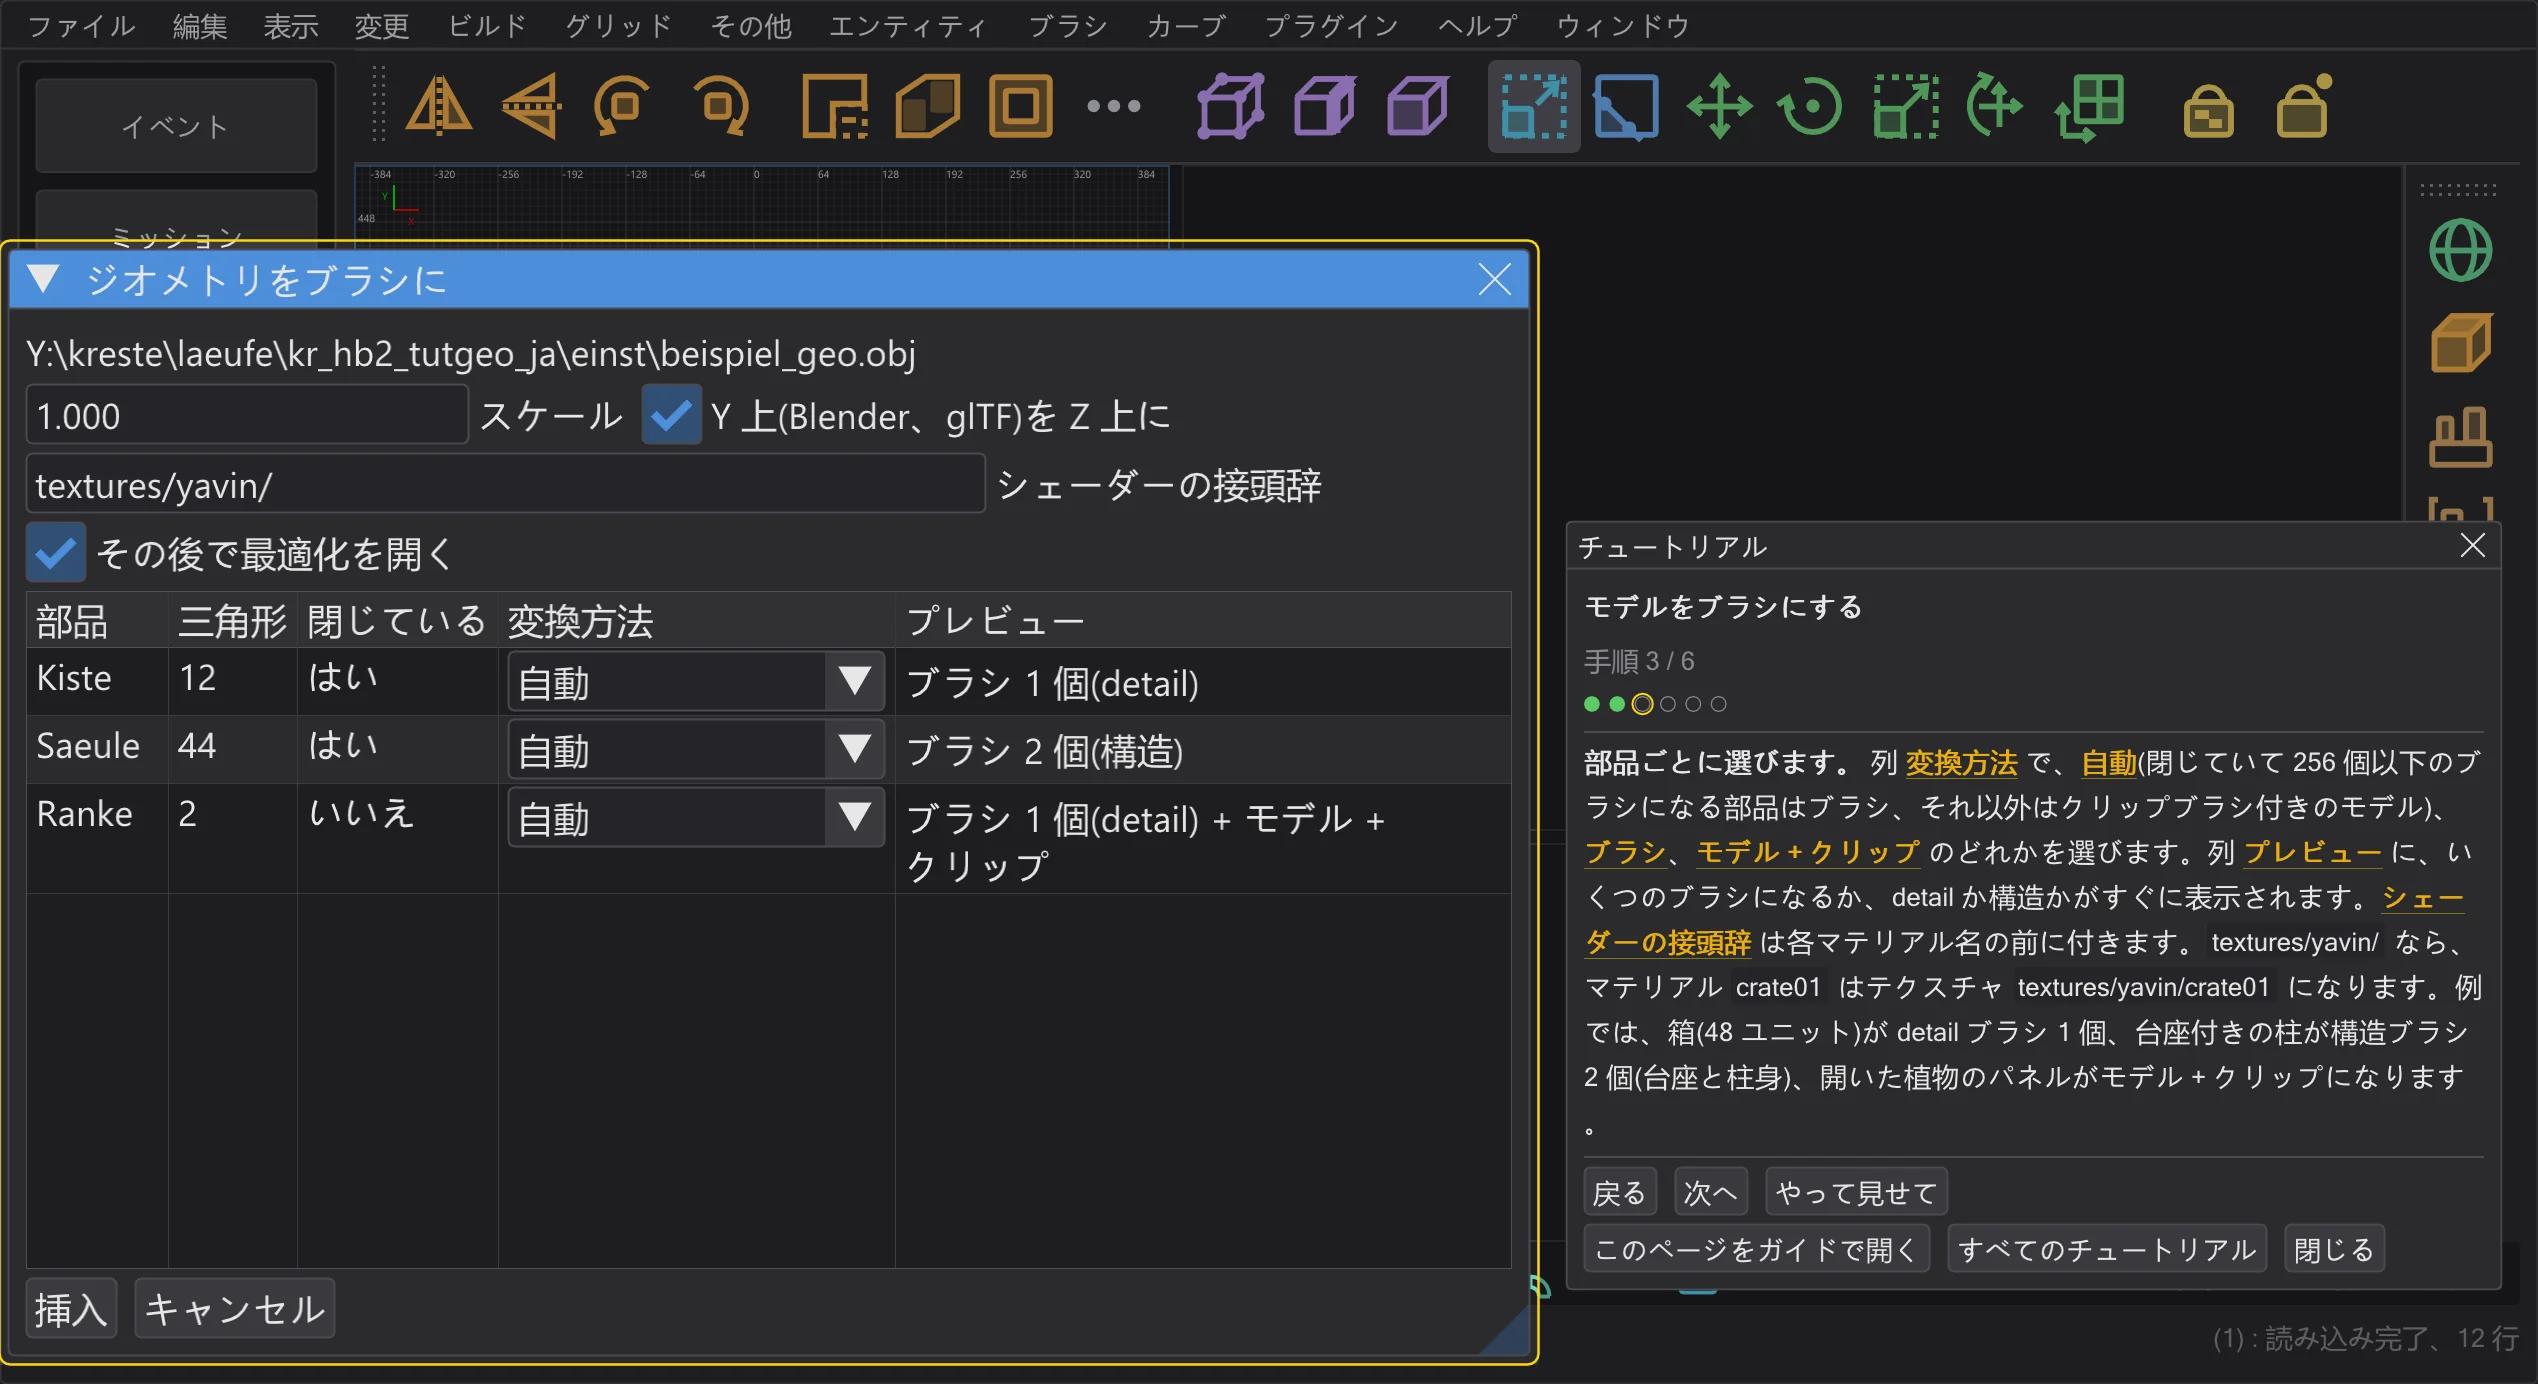 ファイル 編集 表示 変更 ビルド グリッド その他 エンティティ ブラシ カーブ プラグイン ヘルプ ウィンドウ
イベント
ミッション
-384 -320 -256 -192 -128 -64 0 64 128 192 256 320 384
Y
X
448
ジオメトリをブラシに
Y:\kreste\laeufe\kr_hb2_tutgeo_ja\einst\beispiel_geo.obj
1.000 スケール Y 上(Blender、glTF)を Z 上に
textures/yavin/ シェーダーの接頭辞
その後で最適化を開く
部品 三角形 閉じている 変換方法 プレビュー
Kiste 12 はい 自動 ブラシ 1 個(detail)
Saeule 44 はい 自動 ブラシ 2 個(構造)
Ranke 2 いいえ 自動 ブラシ 1 個(detail) + モデル +
クリップ
挿入 キャンセル
チュートリアル
モデルをブラシにする
手順 3 / 6
部品ごとに選びます。 列 変換方法 で、自動(閉じていて 256 個以下のブ
ラシになる部品はブラシ、それ以外はクリップブラシ付きのモデル)、
ブラシ、モデル + クリップ のどれかを選びます。列 プレビュー に、い
くつのブラシになるか、detail か構造かがすぐに表示されます。シェー
ダーの接頭辞 は各マテリアル名の前に付きます。 textures/yavin/ なら、
マテリアル crate01 はテクスチャ textures/yavin/crate01 になります。例
では、箱(48 ユニット)が detail ブラシ 1 個、台座付きの柱が構造ブラシ
2 個(台座と柱身)、開いた植物のパネルがモデル + クリップになります
。
戻る 次へ やって見せて
このページをガイドで開く すべてのチュートリアル 閉じる
(1) : 読み込み完了、12 行